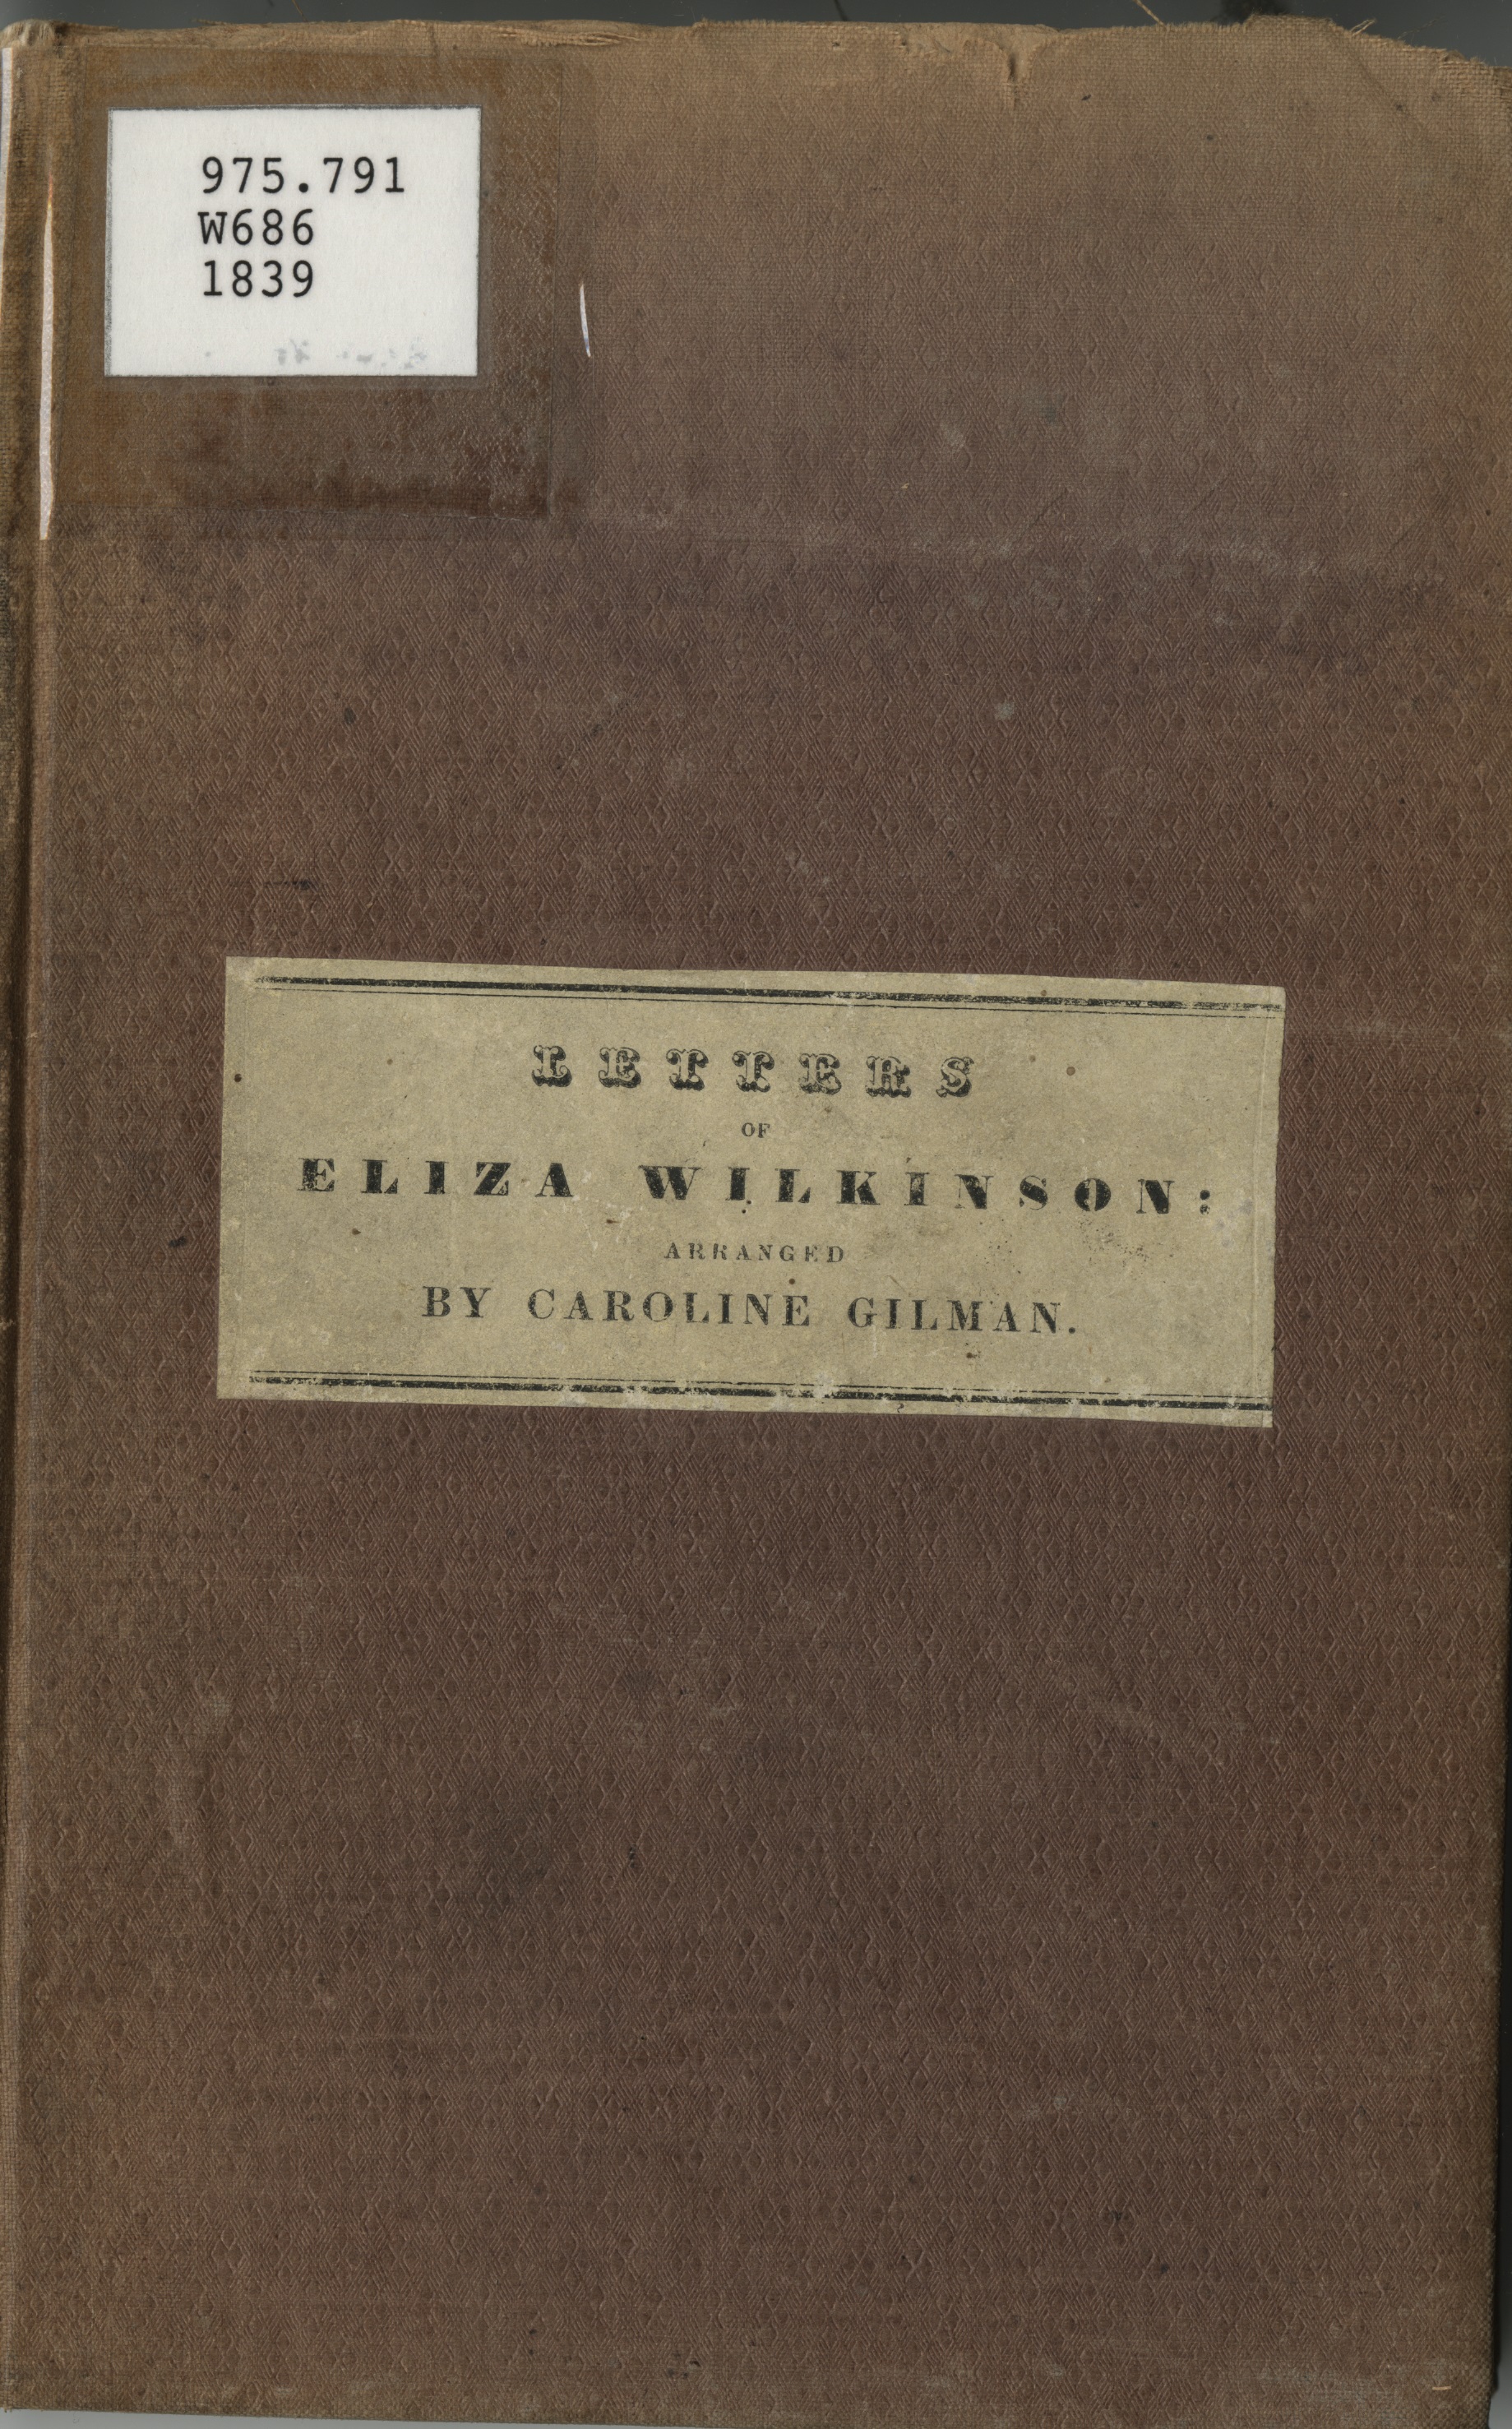 975.791
W686
1839
LETTERS
OF
ELIZA WILKINSON:
ARRANGED
BY CAROLINE GILMAN.